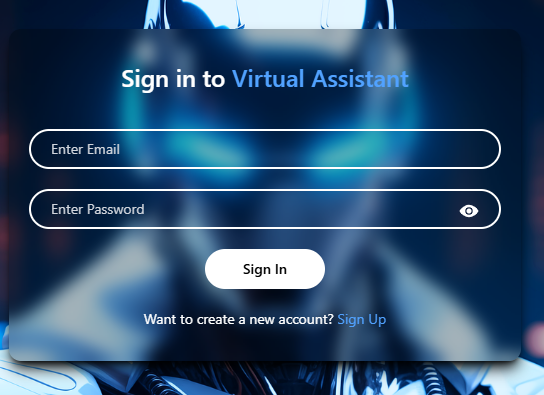 Sign in to Virtual Assistant
Enter Email
Enter Password
Sign In
Want to create a new account? Sign Up